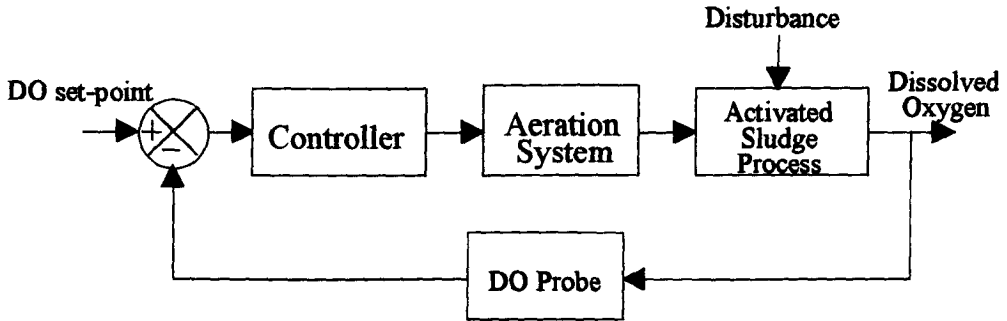 Disturbance
DO set-point
+
−
Controller
Aeration
System
Activated
Sludge
Process
Dissolved
Oxygen
DO Probe